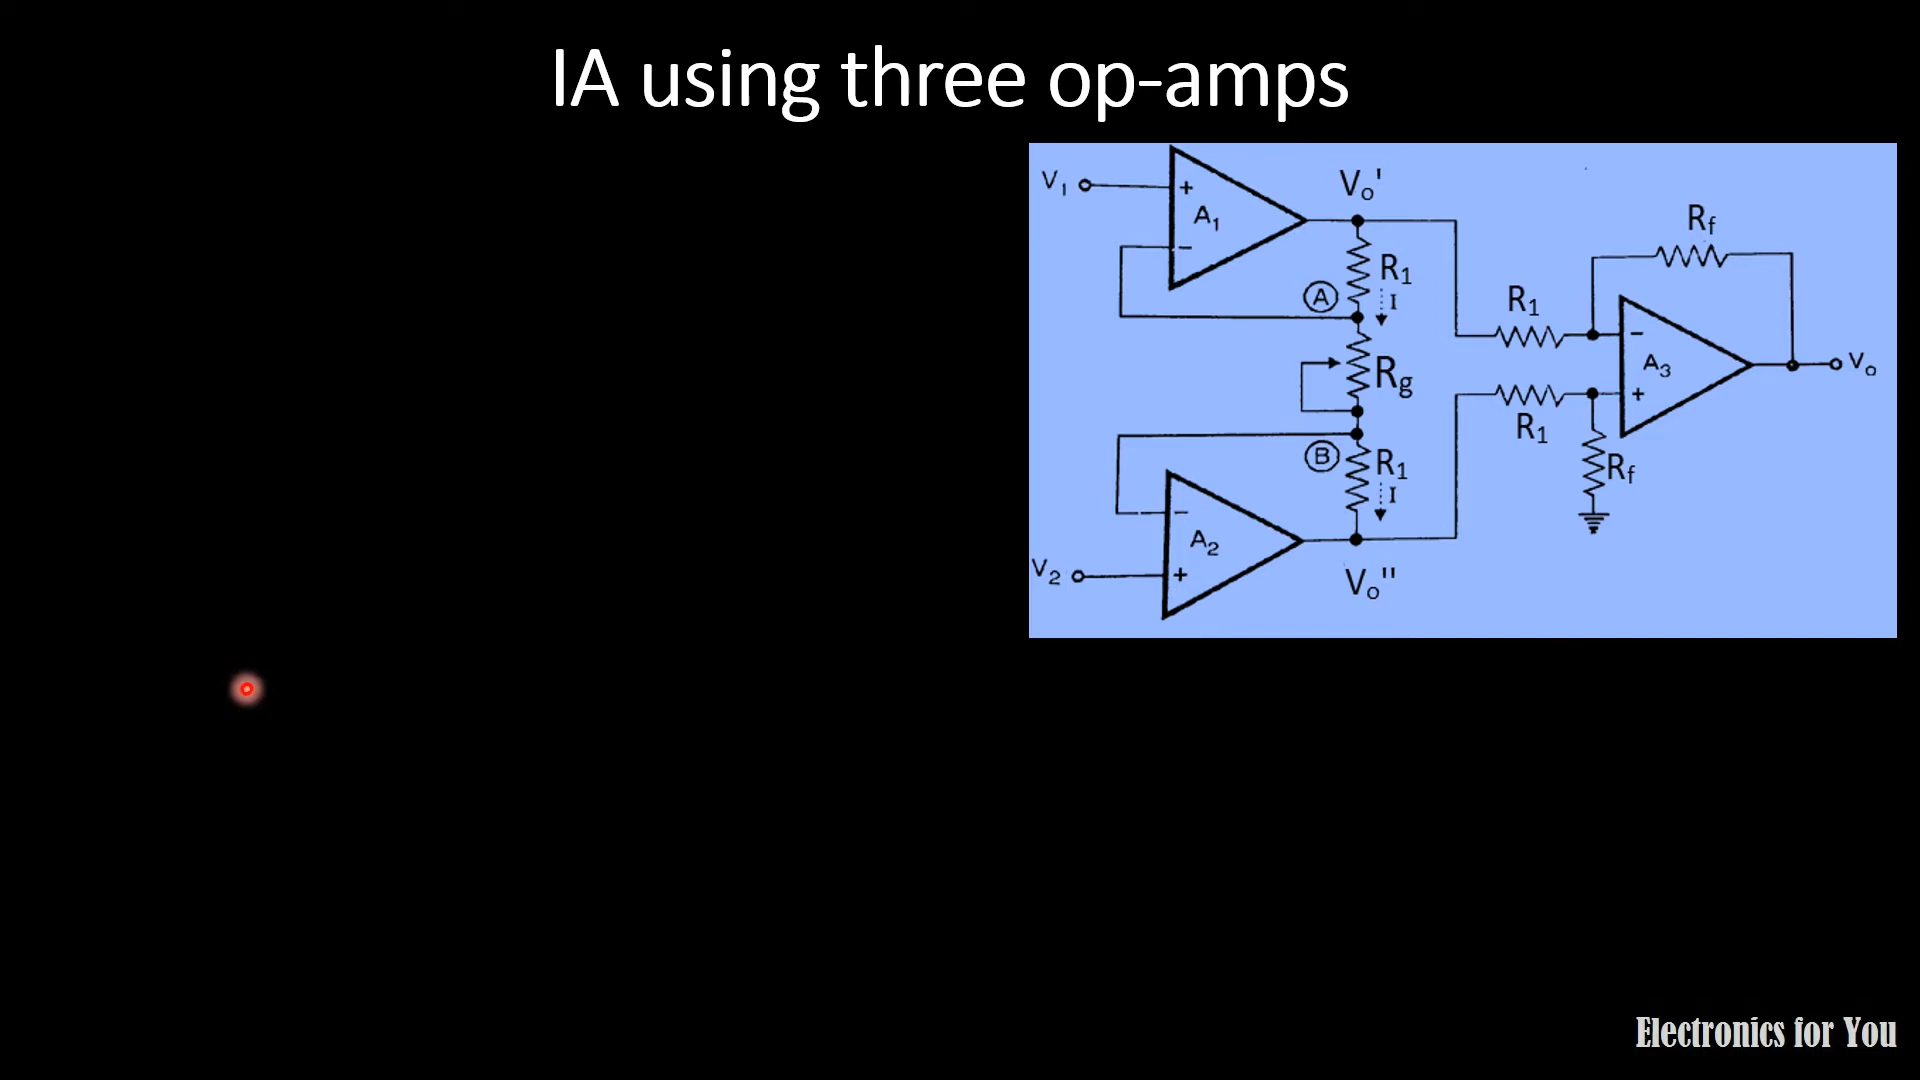 IA using three op-amps
V₁
+
A₁
−
Vₒ'
R₁
I
A
Rg
B
R₁
I
−
A₂
+
V₂
Vₒ''
R₁
R₁
Rf
−
A₃
+
Rf
Vₒ
Electronics for You